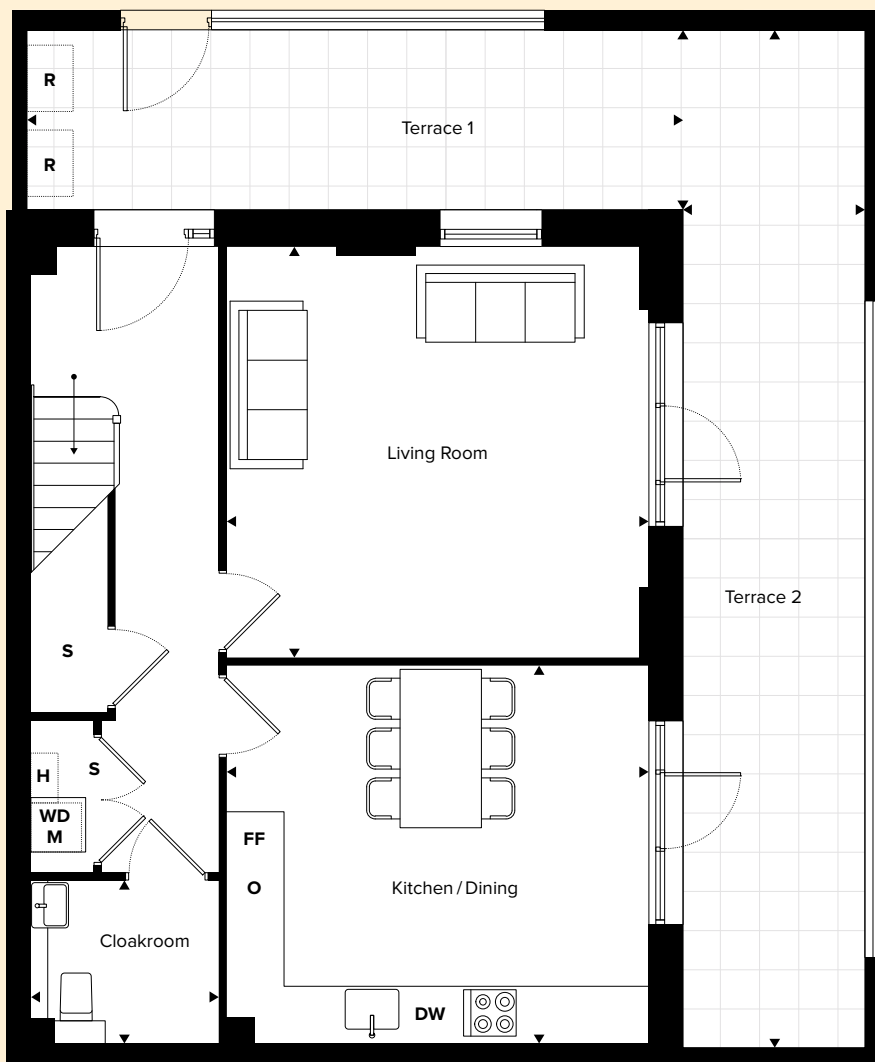 R
Terrace 1
R
Living Room
Terrace 2
S
S
H
WD
M
FF
O
Kitchen / Dining
Cloakroom
DW